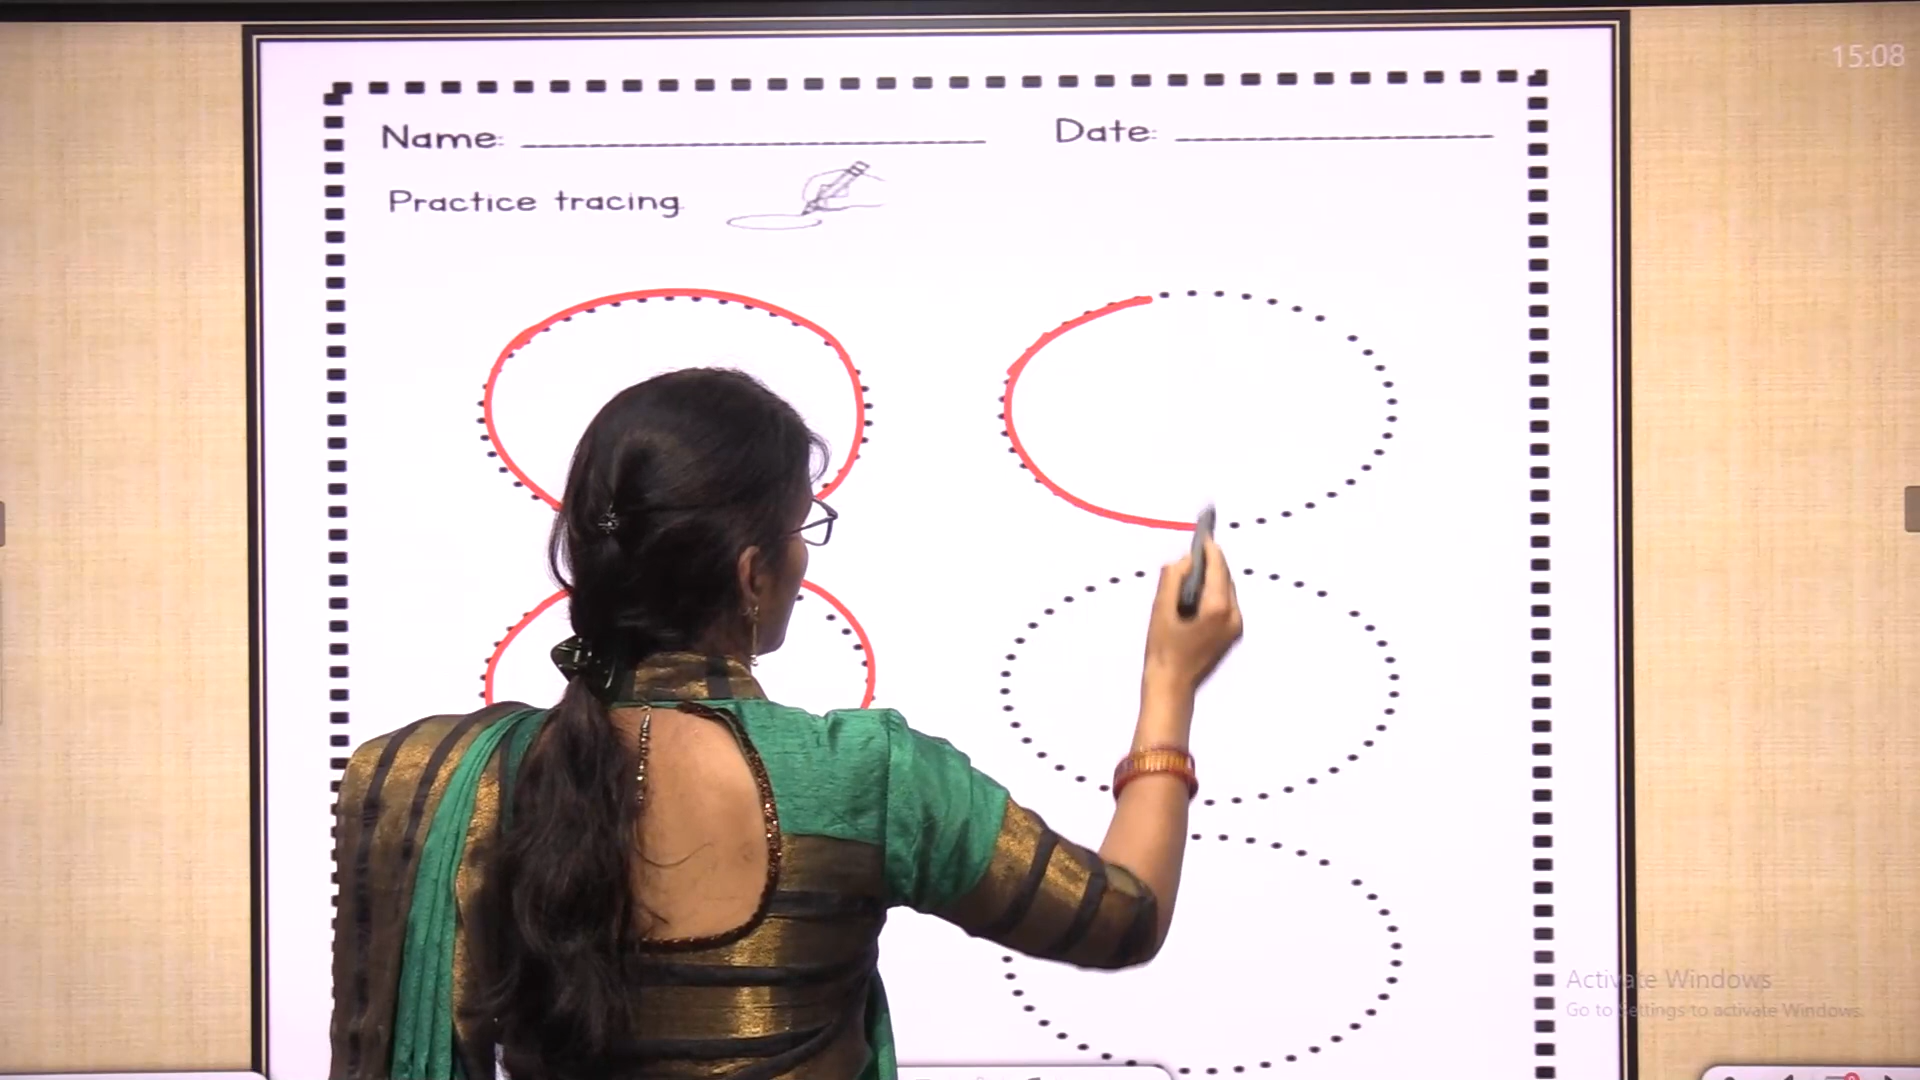 15:08
Name: Date:
Practice tracing
Activate Windows
Go to Settings to activate Windows.